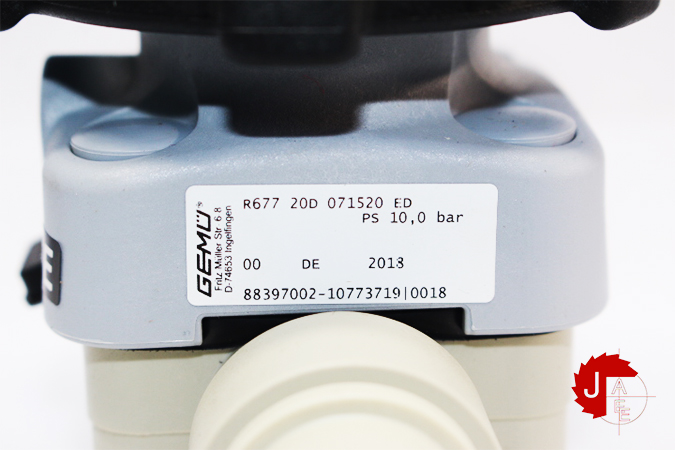 GEMÜ®
Fritz Müller Str. 6-8
D-74653 Ingelfingen
R677 20D 071520 ED
PS 10,0 bar
00 DE 2018
88397002-10773719|0018
J
A